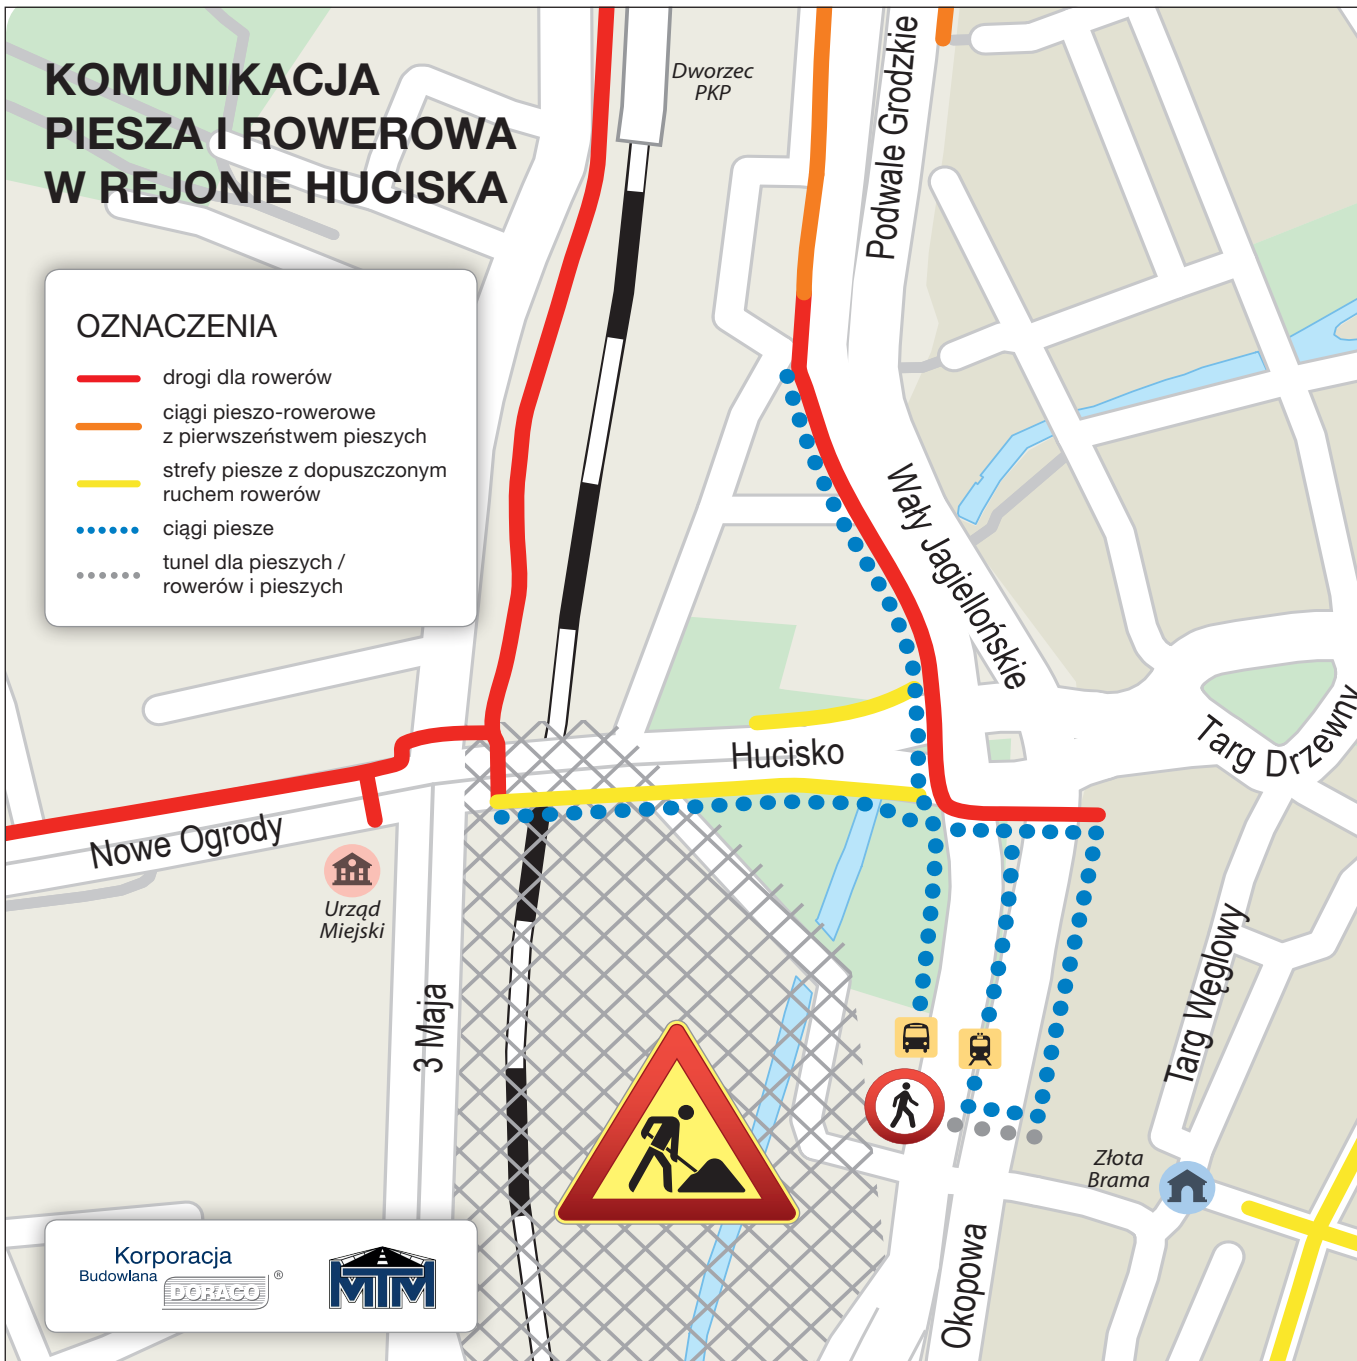 KOMUNIKACJA
PIESZA I ROWEROWA
W REJONIE HUCISKA
OZNACZENIA
drogi dla rowerów
ciągi pieszo-rowerowe
z pierwszeństwem pieszych
strefy piesze z dopuszczonym
ruchem rowerów
ciągi piesze
tunel dla pieszych /
rowerów i pieszych
Dworzec
PKP
Podwale Grodzkie
Wały Jagiellońskie
Targ Drzewny
Hucisko
Nowe Ogrody
Urząd
Miejski
3 Maja
Targ Węglowy
Złota
Brama
Okopowa
Korporacja
Budowlana
DORACO ®
MTM